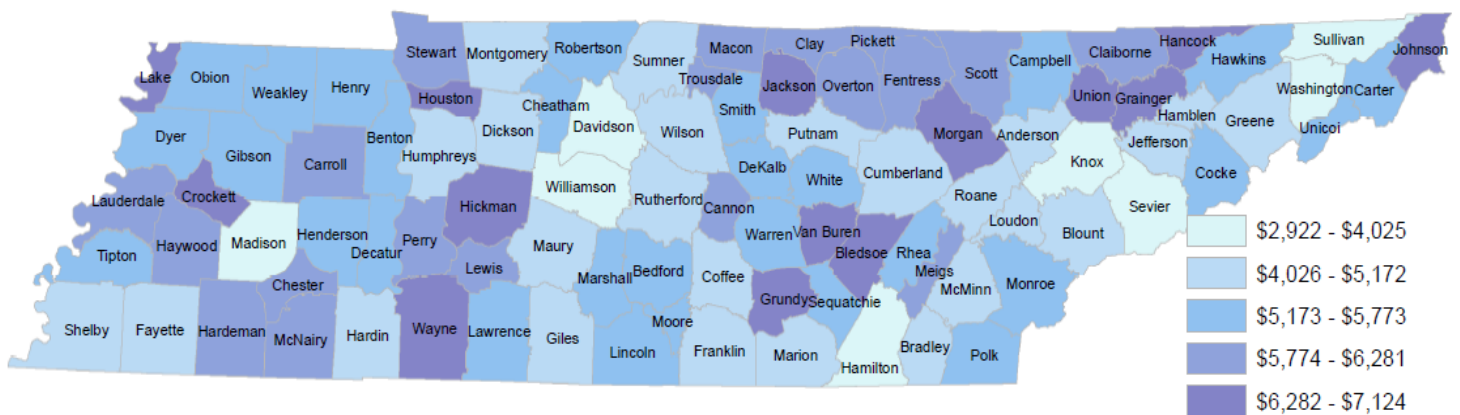 Stewart
Montgomery
Robertson
Sumner
Macon
Clay
Pickett
Scott
Campbell
Claiborne
Hancock
Hawkins
Sullivan
Johnson
Lake
Obion
Weakley
Henry
Houston
Cheatham
Trousdale
Smith
Jackson
Overton
Fentress
Union
Grainger
Hamblen
Washington
Carter
Dyer
Gibson
Carroll
Benton
Humphreys
Dickson
Davidson
Wilson
Putnam
Morgan
Anderson
Knox
Jefferson
Greene
Unicoi
Lauderdale
Crockett
Madison
Henderson
Decatur
Perry
Hickman
Williamson
Rutherford
Cannon
DeKalb
White
Cumberland
Roane
Loudon
Blount
Sevier
Cocke
Tipton
Haywood
Chester
Lewis
Maury
Marshall
Bedford
Coffee
Warren
Van Buren
Bledsoe
Rhea
Meigs
McMinn
Monroe
Shelby
Fayette
Hardeman
McNairy
Hardin
Wayne
Lawrence
Giles
Lincoln
Moore
Franklin
Grundy
Sequatchie
Marion
Hamilton
Bradley
Polk
$2,922 - $4,025
$4,026 - $5,172
$5,173 - $5,773
$5,774 - $6,281
$6,282 - $7,124